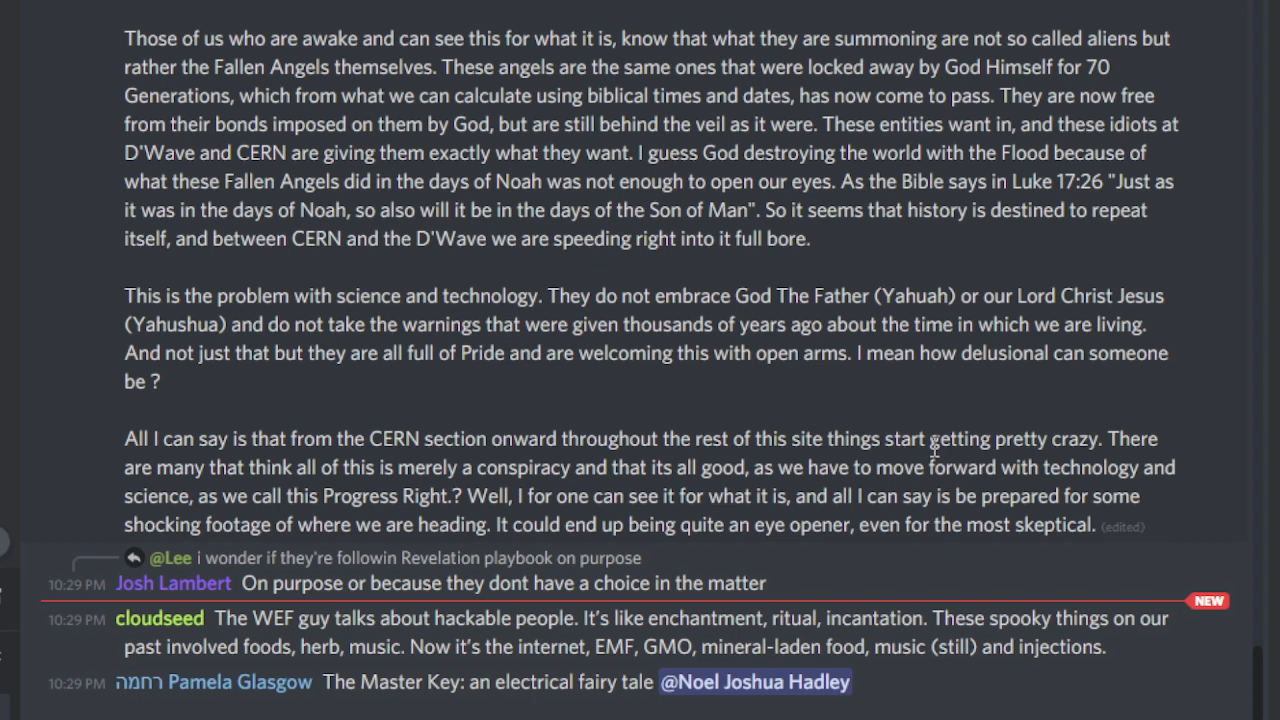 Those of us who are awake and can see this for what it is, know that what they are summoning are not so called aliens but
rather the Fallen Angels themselves. These angels are the same ones that were locked away by God Himself for 70
Generations, which from what we can calculate using biblical times and dates, has now come to pass. They are now free
from their bonds imposed on them by God, but are still behind the veil as it were. These entities want in, and these idiots at
D'Wave and CERN are giving them exactly what they want. I guess God destroying the world with the Flood because of
what these Fallen Angels did in the days of Noah was not enough to open our eyes. As the Bible says in Luke 17:26 "Just as
it was in the days of Noah, so also will it be in the days of the Son of Man". So it seems that history is destined to repeat
itself, and between CERN and the D'Wave we are speeding right into it full bore.
This is the problem with science and technology. They do not embrace God The Father (Yahuah) or our Lord Christ Jesus
(Yahushua) and do not take the warnings that were given thousands of years ago about the time in which we are living.
And not just that but they are all full of Pride and are welcoming this with open arms. I mean how delusional can someone
be ?
All I can say is that from the CERN section onward throughout the rest of this site things start getting pretty crazy. There
are many that think all of this is merely a conspiracy and that its all good, as we have to move forward with technology and
science, as we call this Progress Right.? Well, I for one can see it for what it is, and all I can say is be prepared for some
shocking footage of where we are heading. It could end up being quite an eye opener, even for the most skeptical. (edited)
@Lee i wonder if they're followin Revelation playbook on purpose
10:29 PM Josh Lambert On purpose or because they dont have a choice in the matter
NEW
10:29 PM cloudseed The WEF guy talks about hackable people. It's like enchantment, ritual, incantation. These spooky things on our
past involved foods, herb, music. Now it's the internet, EMF, GMO, mineral-laden food, music (still) and injections.
10:29 PM רחמה Pamela Glasgow The Master Key: an electrical fairy tale @Noel Joshua Hadley